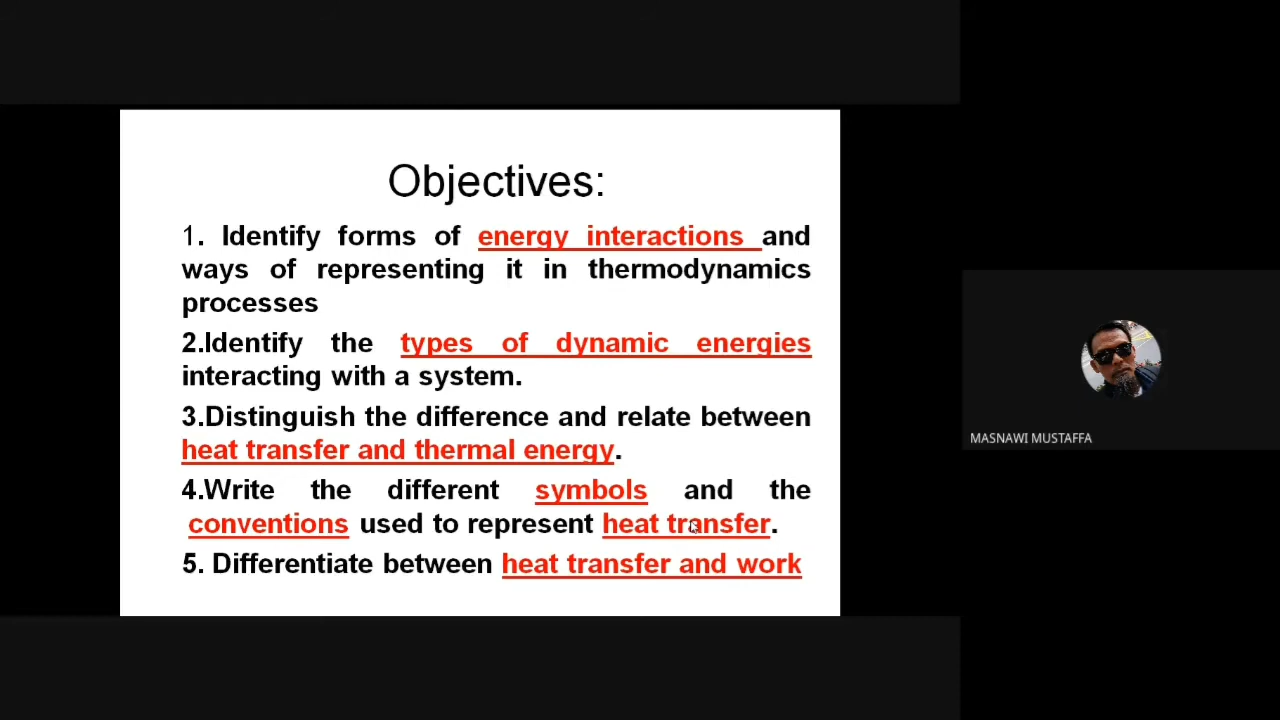 Objectives:
1. Identify forms of energy interactions and
ways of representing it in thermodynamics
processes
2.Identify the types of dynamic energies
interacting with a system.
3.Distinguish the difference and relate between
heat transfer and thermal energy.
4.Write the different symbols and the
conventions used to represent heat transfer.
5. Differentiate between heat transfer and work
MASNAWI MUSTAFFA